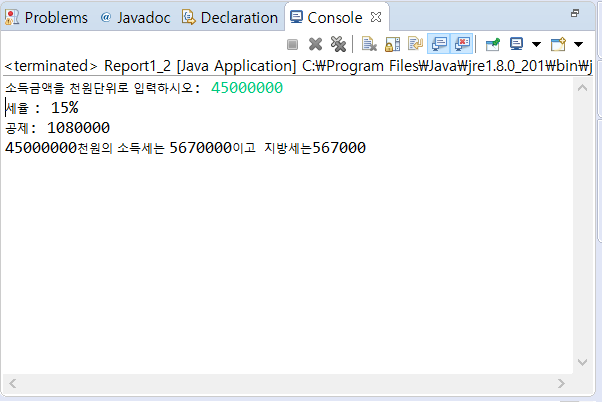 Problems @ Javadoc Declaration Console
<terminated> Report1_2 [Java Application] C:₩Program Files₩Java₩jre1.8.0_201₩bin₩j
소득금액을 천원단위로 입력하시오: 45000000
세율 : 15%
공제: 1080000
45000000천원의 소득세는 5670000이고 지방세는567000